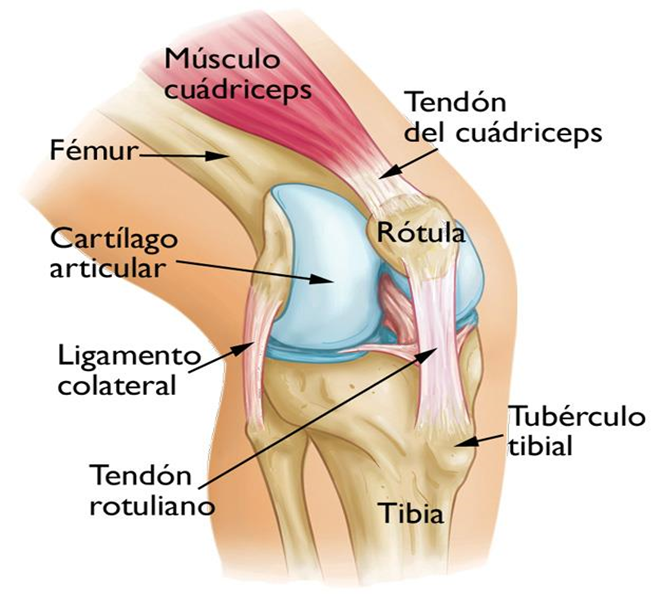 Músculo
cuádriceps
Tendón
del cuádriceps
Fémur
Rótula
Cartílago
articular
Ligamento
colateral
Tubérculo
tibial
Tendón
rotuliano
Tibia